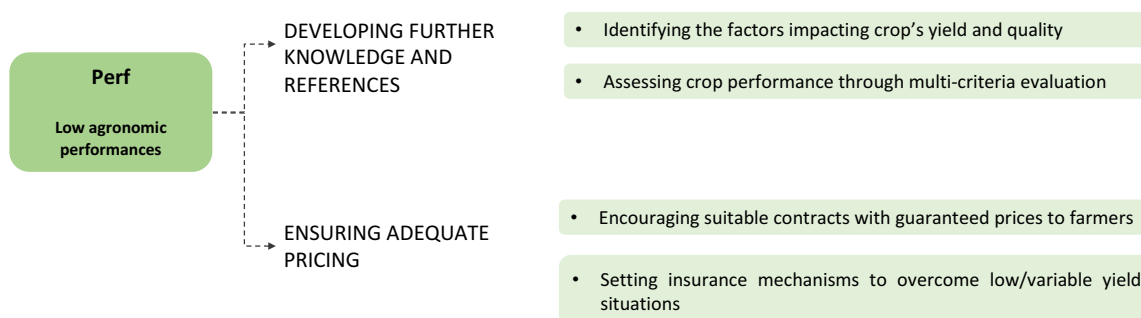 Perf
Low agronomic
performances
DEVELOPING FURTHER
KNOWLEDGE AND
REFERENCES
• Identifying the factors impacting crop's yield and quality
• Assessing crop performance through multi-criteria evaluation
ENSURING ADEQUATE
PRICING
• Encouraging suitable contracts with guaranteed prices to farmers
• Setting insurance mechanisms to overcome low/variable yield
situations